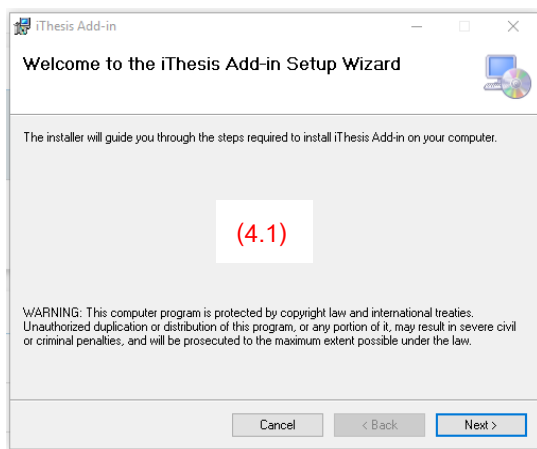 iThesis Add-in
Welcome to the iThesis Add-in Setup Wizard
The installer will guide you through the steps required to install iThesis Add-in on your computer.
(4.1)
WARNING: This computer program is protected by copyright law and international treaties.
Unauthorized duplication or distribution of this program, or any portion of it, may result in severe civil
or criminal penalties, and will be prosecuted to the maximum extent possible under the law.
Cancel
< Back
Next >